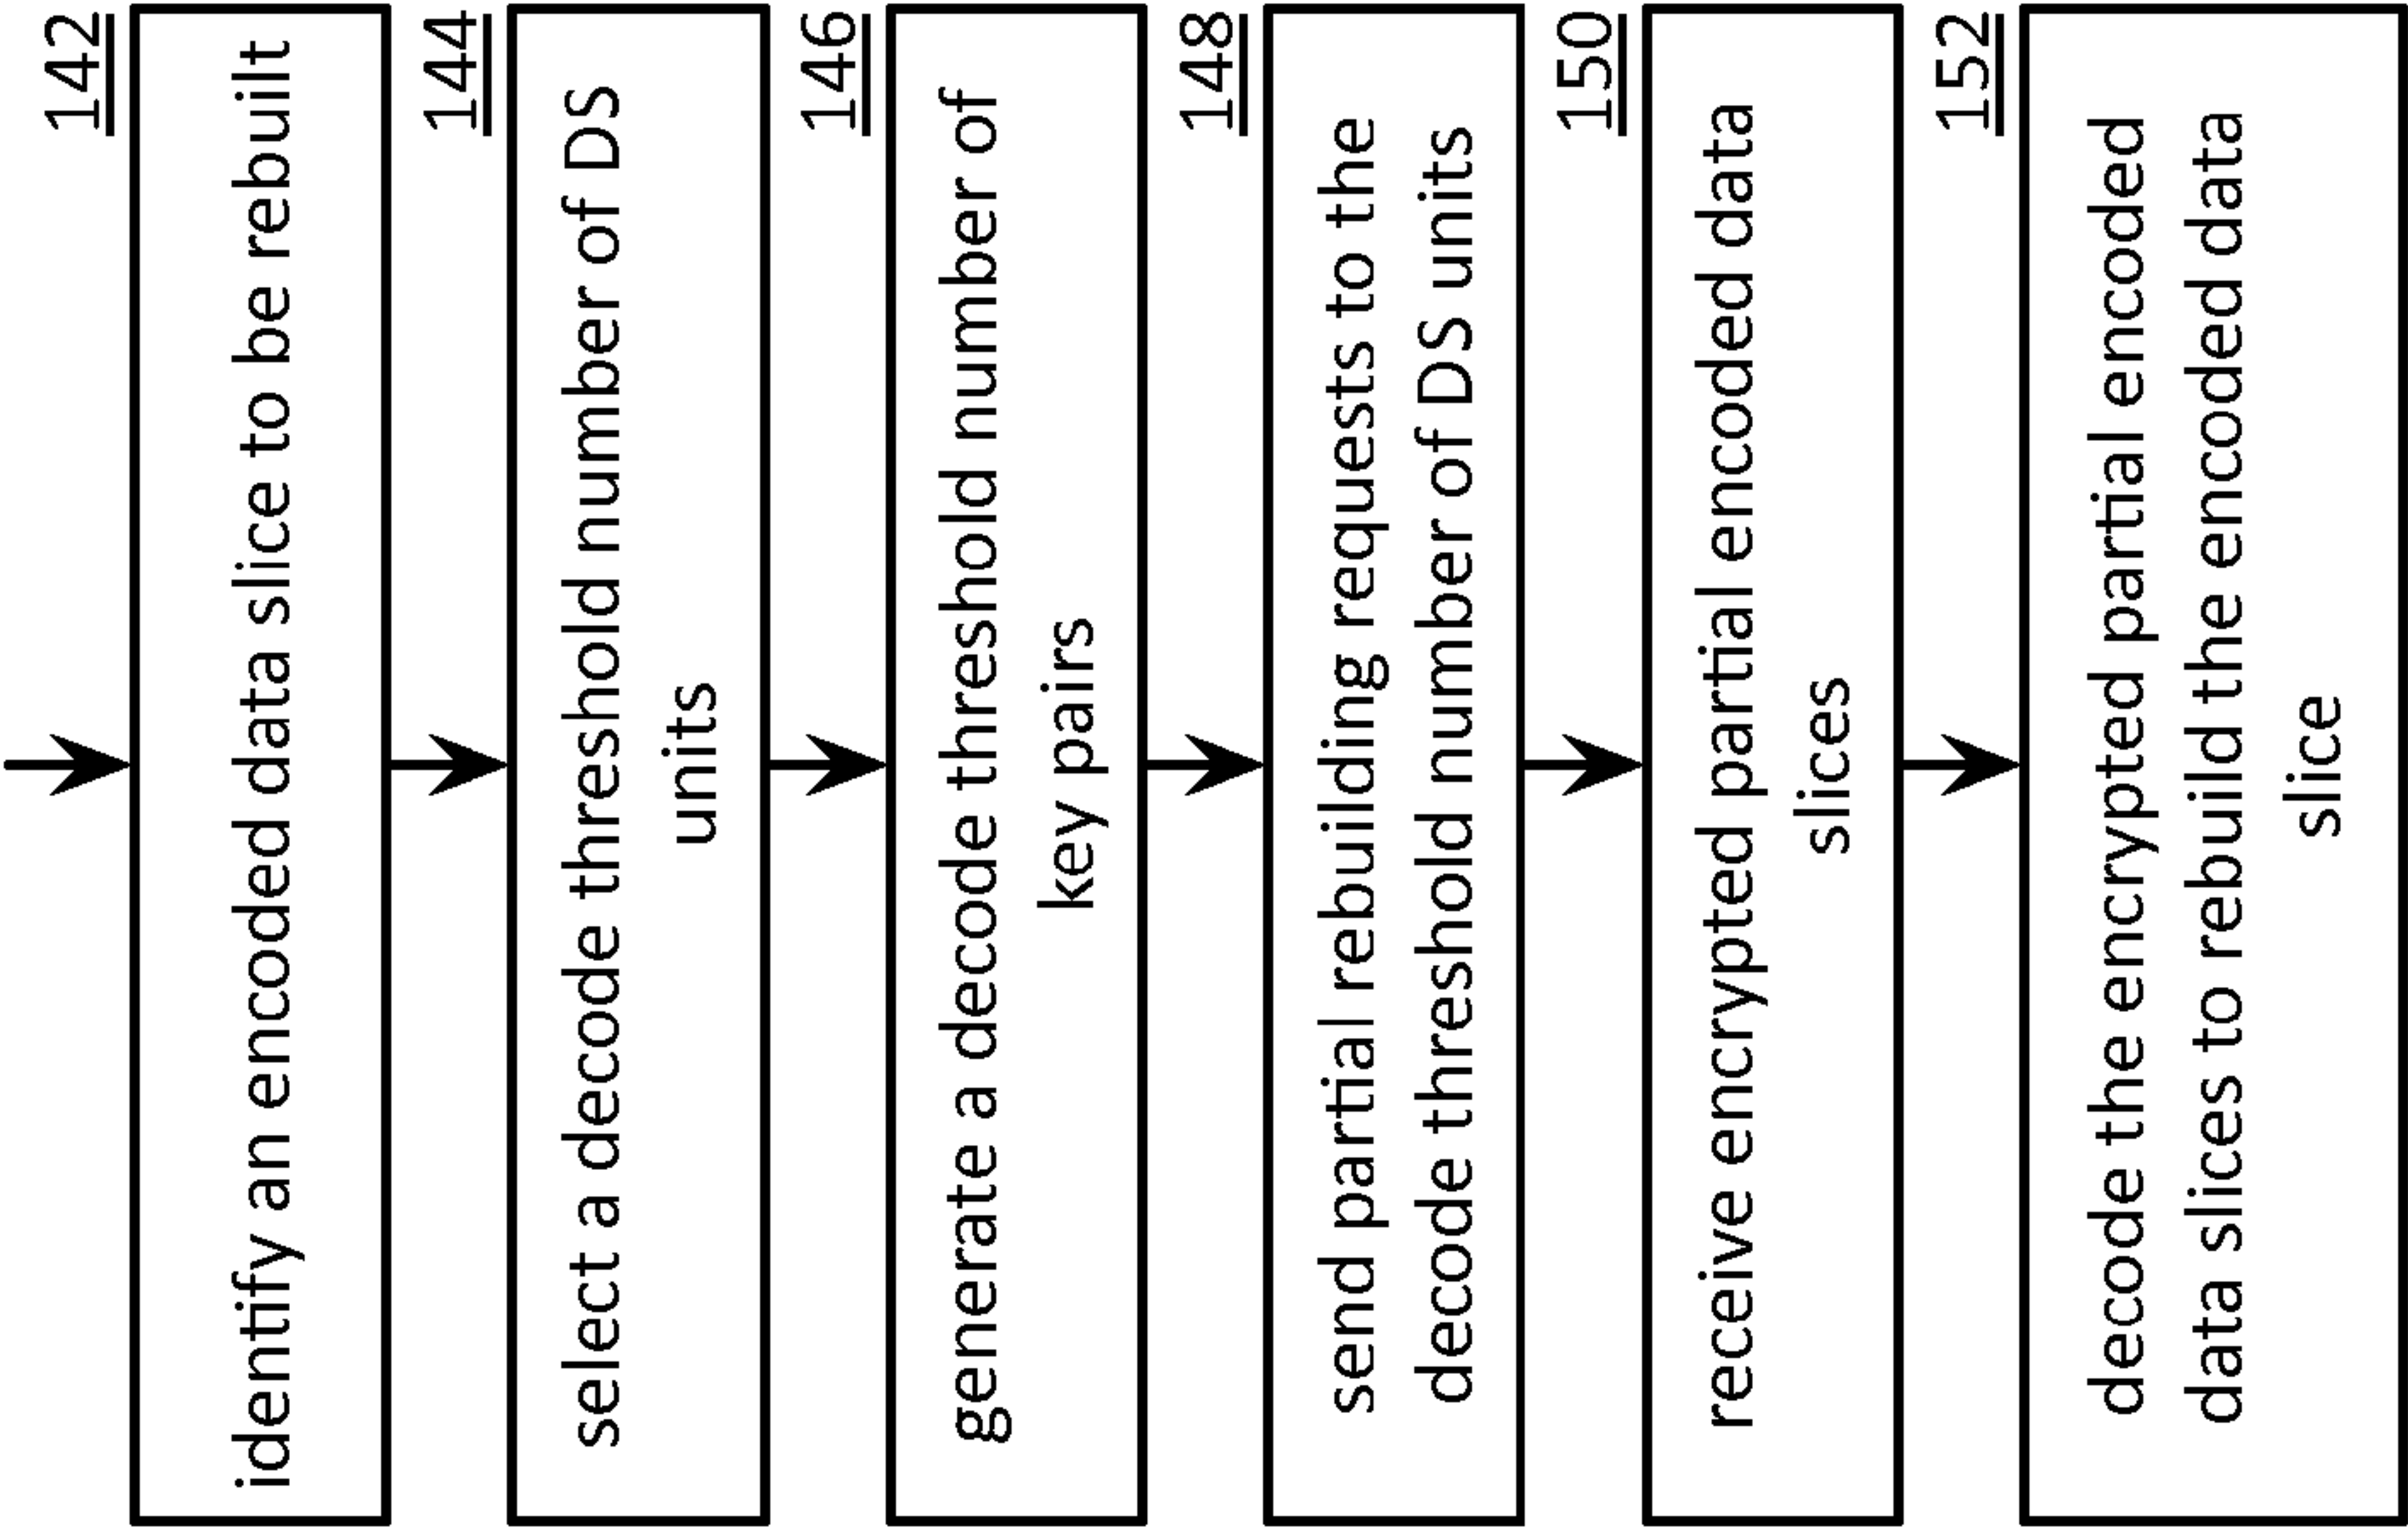 142
identify an encoded data slice to be rebuilt
144
select a decode threshold number of DS
units
146
generate a decode threshold number of
key pairs
148
send partial rebuilding requests to the
decode threshold number of DS units
150
receive encrypted partial encoded data
slices
152
decode the encrypted partial encoded
data slices to rebuild the encoded data
slice